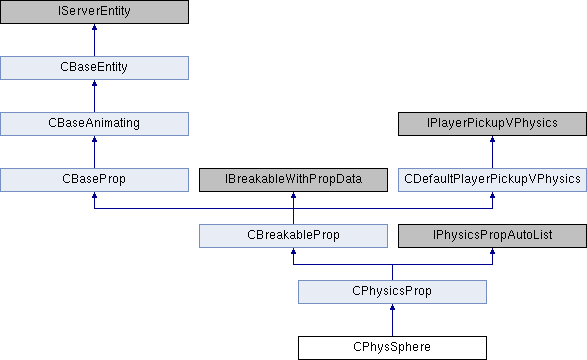 IServerEntity
CBaseEntity
CBaseAnimating
IPlayerPickupVPhysics
CBaseProp
IBreakableWithPropData
CDefaultPlayerPickupVPhysics
CBreakableProp
IPhysicsPropAutoList
CPhysicsProp
CPhysSphere